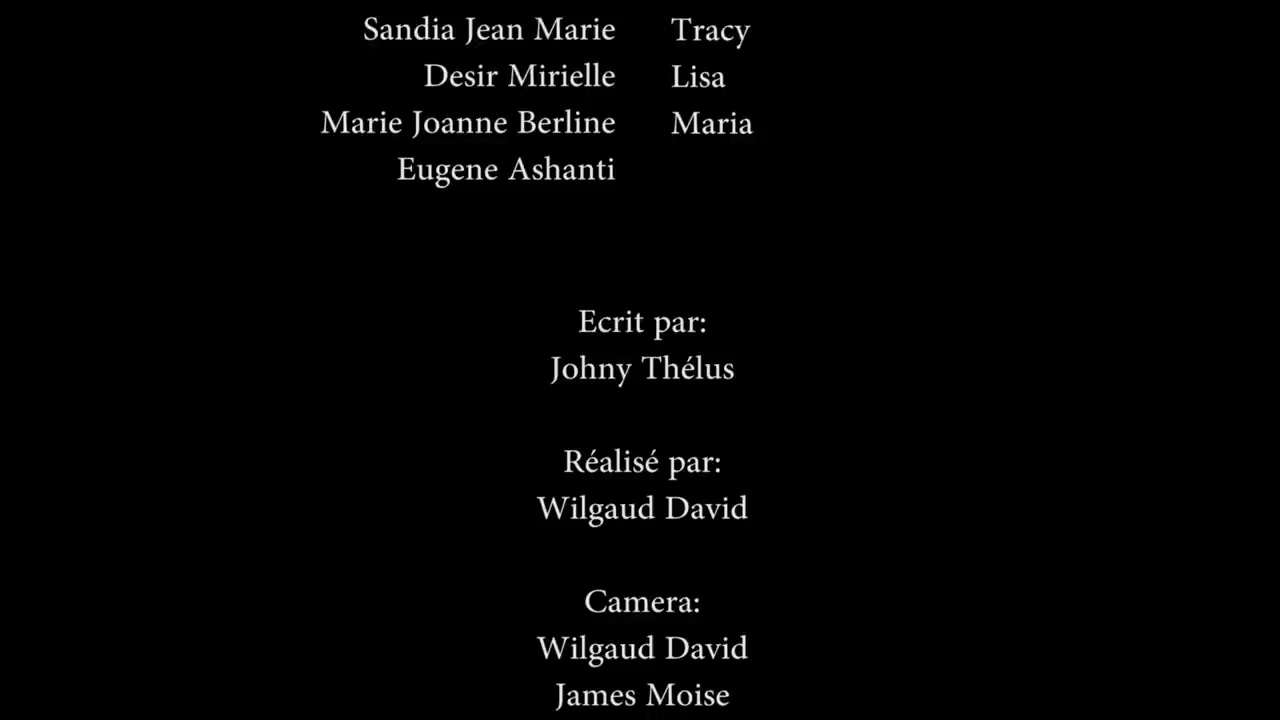 Sandia Jean Marie Tracy
Desir Mirielle Lisa
Marie Joanne Berline Maria
Eugene Ashanti
Ecrit par:
Johny Thélus
Réalisé par:
Wilgaud David
Camera:
Wilgaud David
James Moise